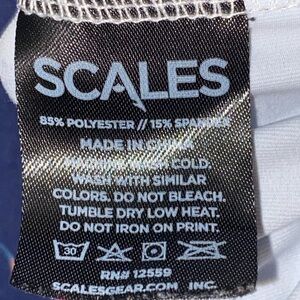 SCALES
85% POLYESTER // 15% SPANDEX
MADE IN CHINA
MACHINE WASH COLD.
WASH WITH SIMILAR
COLORS. DO NOT BLEACH.
TUMBLE DRY LOW HEAT.
DO NOT IRON ON PRINT.
30
RN# 12559
SCALESGEAR.COM INC.